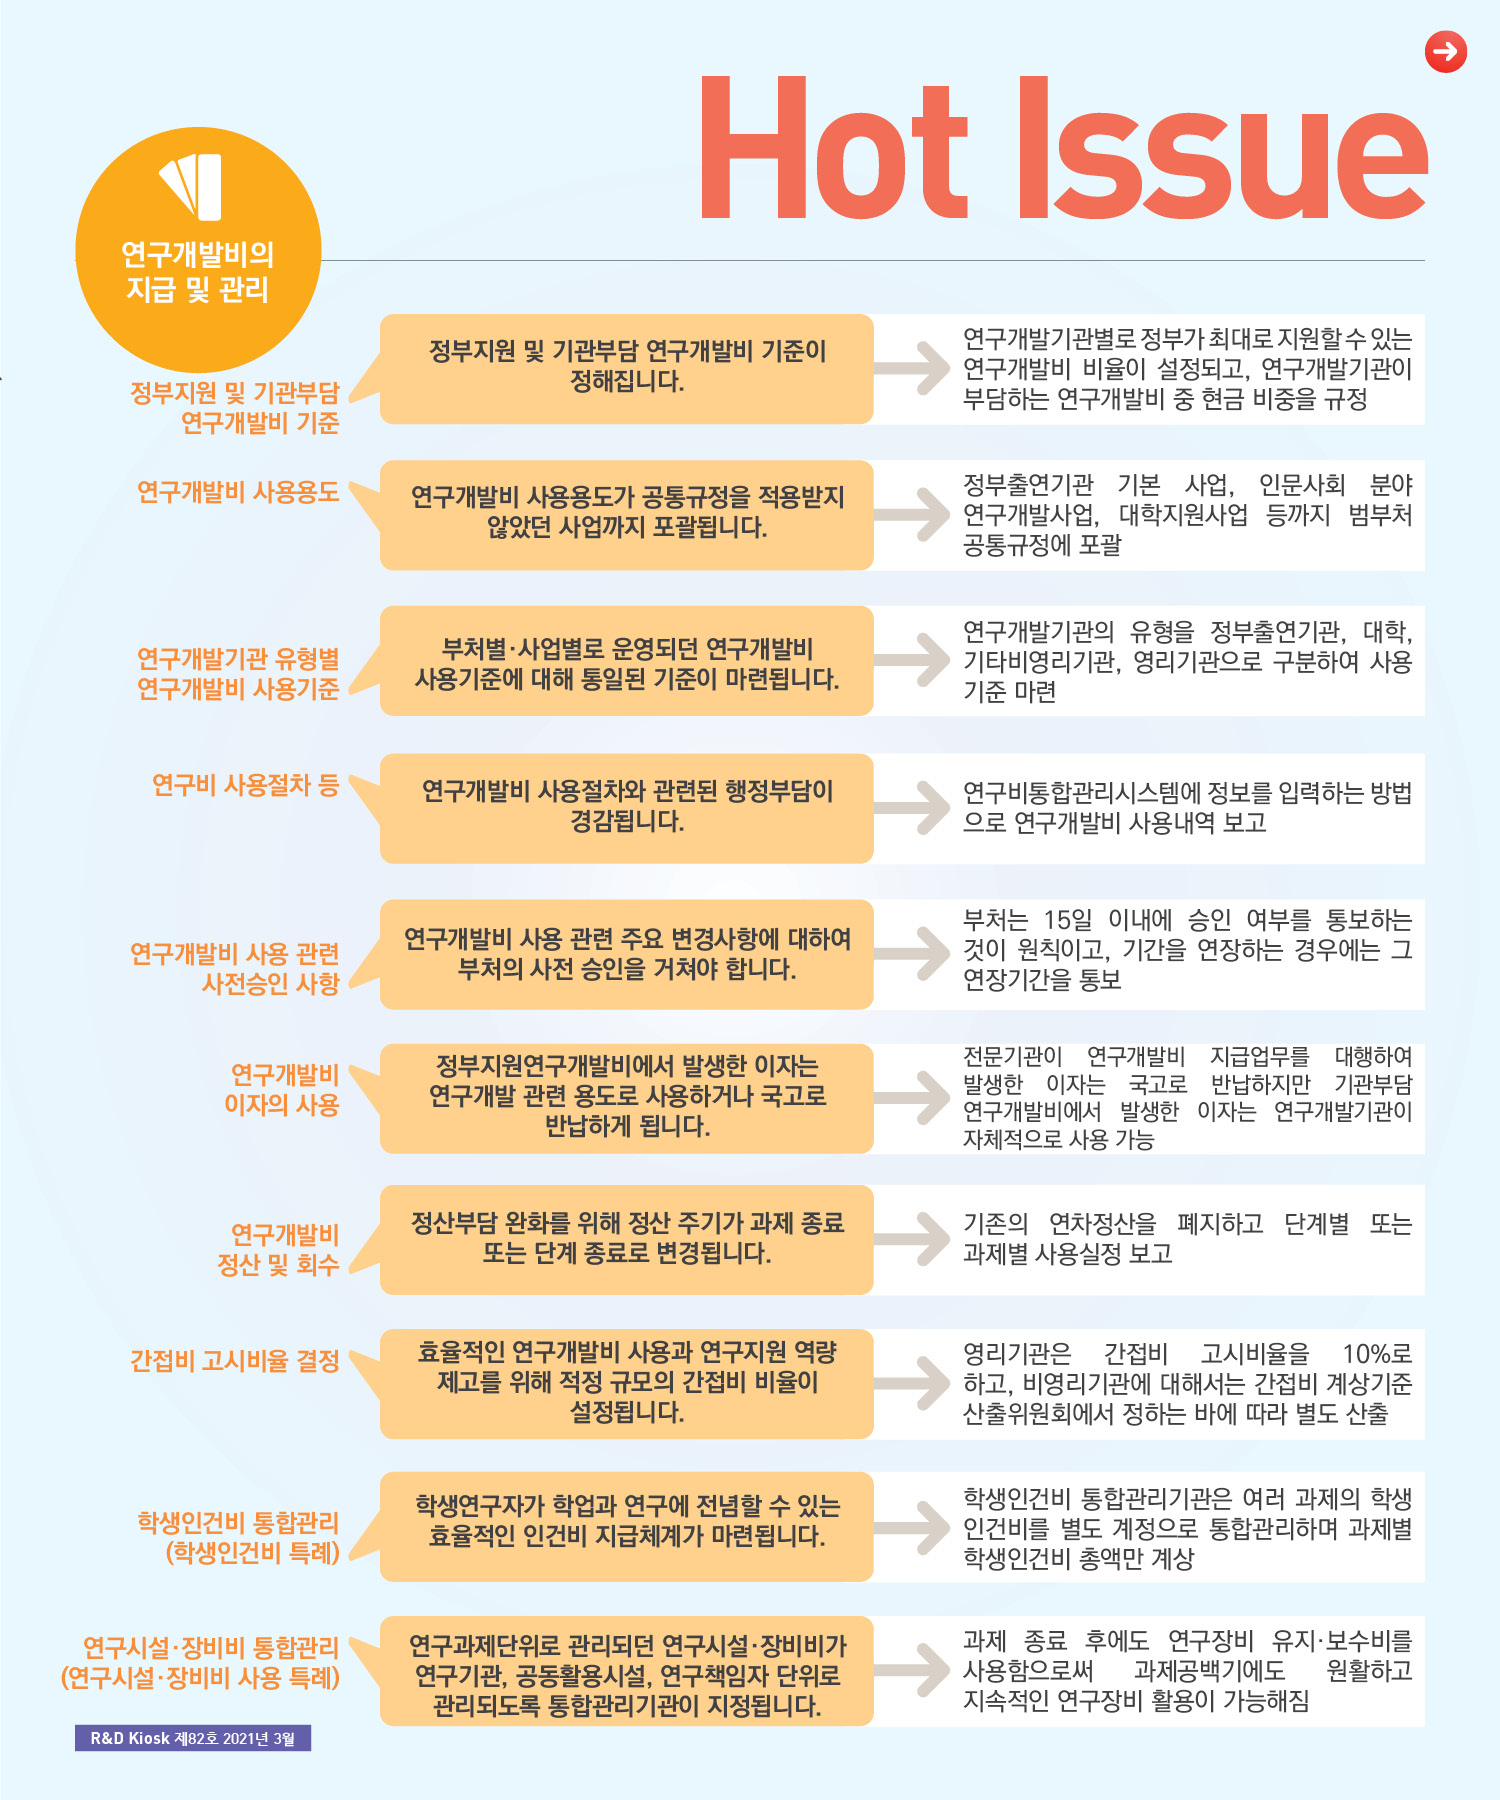 Hot Issue
연구개발비의
지급 및 관리
정부지원 및 기관부담
연구개발비 기준
정부지원 및 기관부담 연구개발비 기준이
정해집니다.
연구개발기관별로 정부가 최대로 지원할 수 있는
연구개발비 비율이 설정되고, 연구개발기관이
부담하는 연구개발비 중 현금 비중을 규정
연구개발비 사용용도
연구개발비 사용용도가 공통규정을 적용받지
않았던 사업까지 포괄됩니다.
정부출연기관 기본 사업, 인문사회 분야
연구개발사업, 대학지원사업 등까지 범부처
공통규정에 포괄
연구개발기관 유형별
연구개발비 사용기준
부처별·사업별로 운영되던 연구개발비
사용기준에 대해 통일된 기준이 마련됩니다.
연구개발기관의 유형을 정부출연기관, 대학,
기타비영리기관, 영리기관으로 구분하여 사용
기준 마련
연구비 사용절차 등
연구개발비 사용절차와 관련된 행정부담이
경감됩니다.
연구비통합관리시스템에 정보를 입력하는 방법
으로 연구개발비 사용내역 보고
연구개발비 사용 관련
사전승인 사항
연구개발비 사용 관련 주요 변경사항에 대하여
부처의 사전 승인을 거쳐야 합니다.
부처는 15일 이내에 승인 여부를 통보하는
것이 원칙이고, 기간을 연장하는 경우에는 그
연장기간을 통보
연구개발비
이자의 사용
정부지원연구개발비에서 발생한 이자는
연구개발 관련 용도로 사용하거나 국고로
반납하게 됩니다.
전문기관이 연구개발비 지급업무를 대행하여
발생한 이자는 국고로 반납하지만 기관부담
연구개발비에서 발생한 이자는 연구개발기관이
자체적으로 사용 가능
연구개발비
정산 및 회수
정산부담 완화를 위해 정산 주기가 과제 종료
또는 단계 종료로 변경됩니다.
기존의 연차정산을 폐지하고 단계별 또는
과제별 사용실정 보고
간접비 고시비율 결정
효율적인 연구개발비 사용과 연구지원 역량
제고를 위해 적정 규모의 간접비 비율이
설정됩니다.
영리기관은 간접비 고시비율을 10%로
하고, 비영리기관에 대해서는 간접비 계상기준
산출위원회에서 정하는 바에 따라 별도 산출
학생인건비 통합관리
(학생인건비 특례)
학생연구자가 학업과 연구에 전념할 수 있는
효율적인 인건비 지급체계가 마련됩니다.
학생인건비 통합관리기관은 여러 과제의 학생
인건비를 별도 계정으로 통합관리하며 과제별
학생인건비 총액만 계상
연구시설·장비비 통합관리
(연구시설·장비비 사용 특례)
연구과제단위로 관리되던 연구시설·장비비가
연구기관, 공동활용시설, 연구책임자 단위로
관리되도록 통합관리기관이 지정됩니다.
과제 종료 후에도 연구장비 유지·보수비를
사용함으로써 과제공백기에도 원활하고
지속적인 연구장비 활용이 가능해짐
R&D Kiosk 제82호 2021년 3월